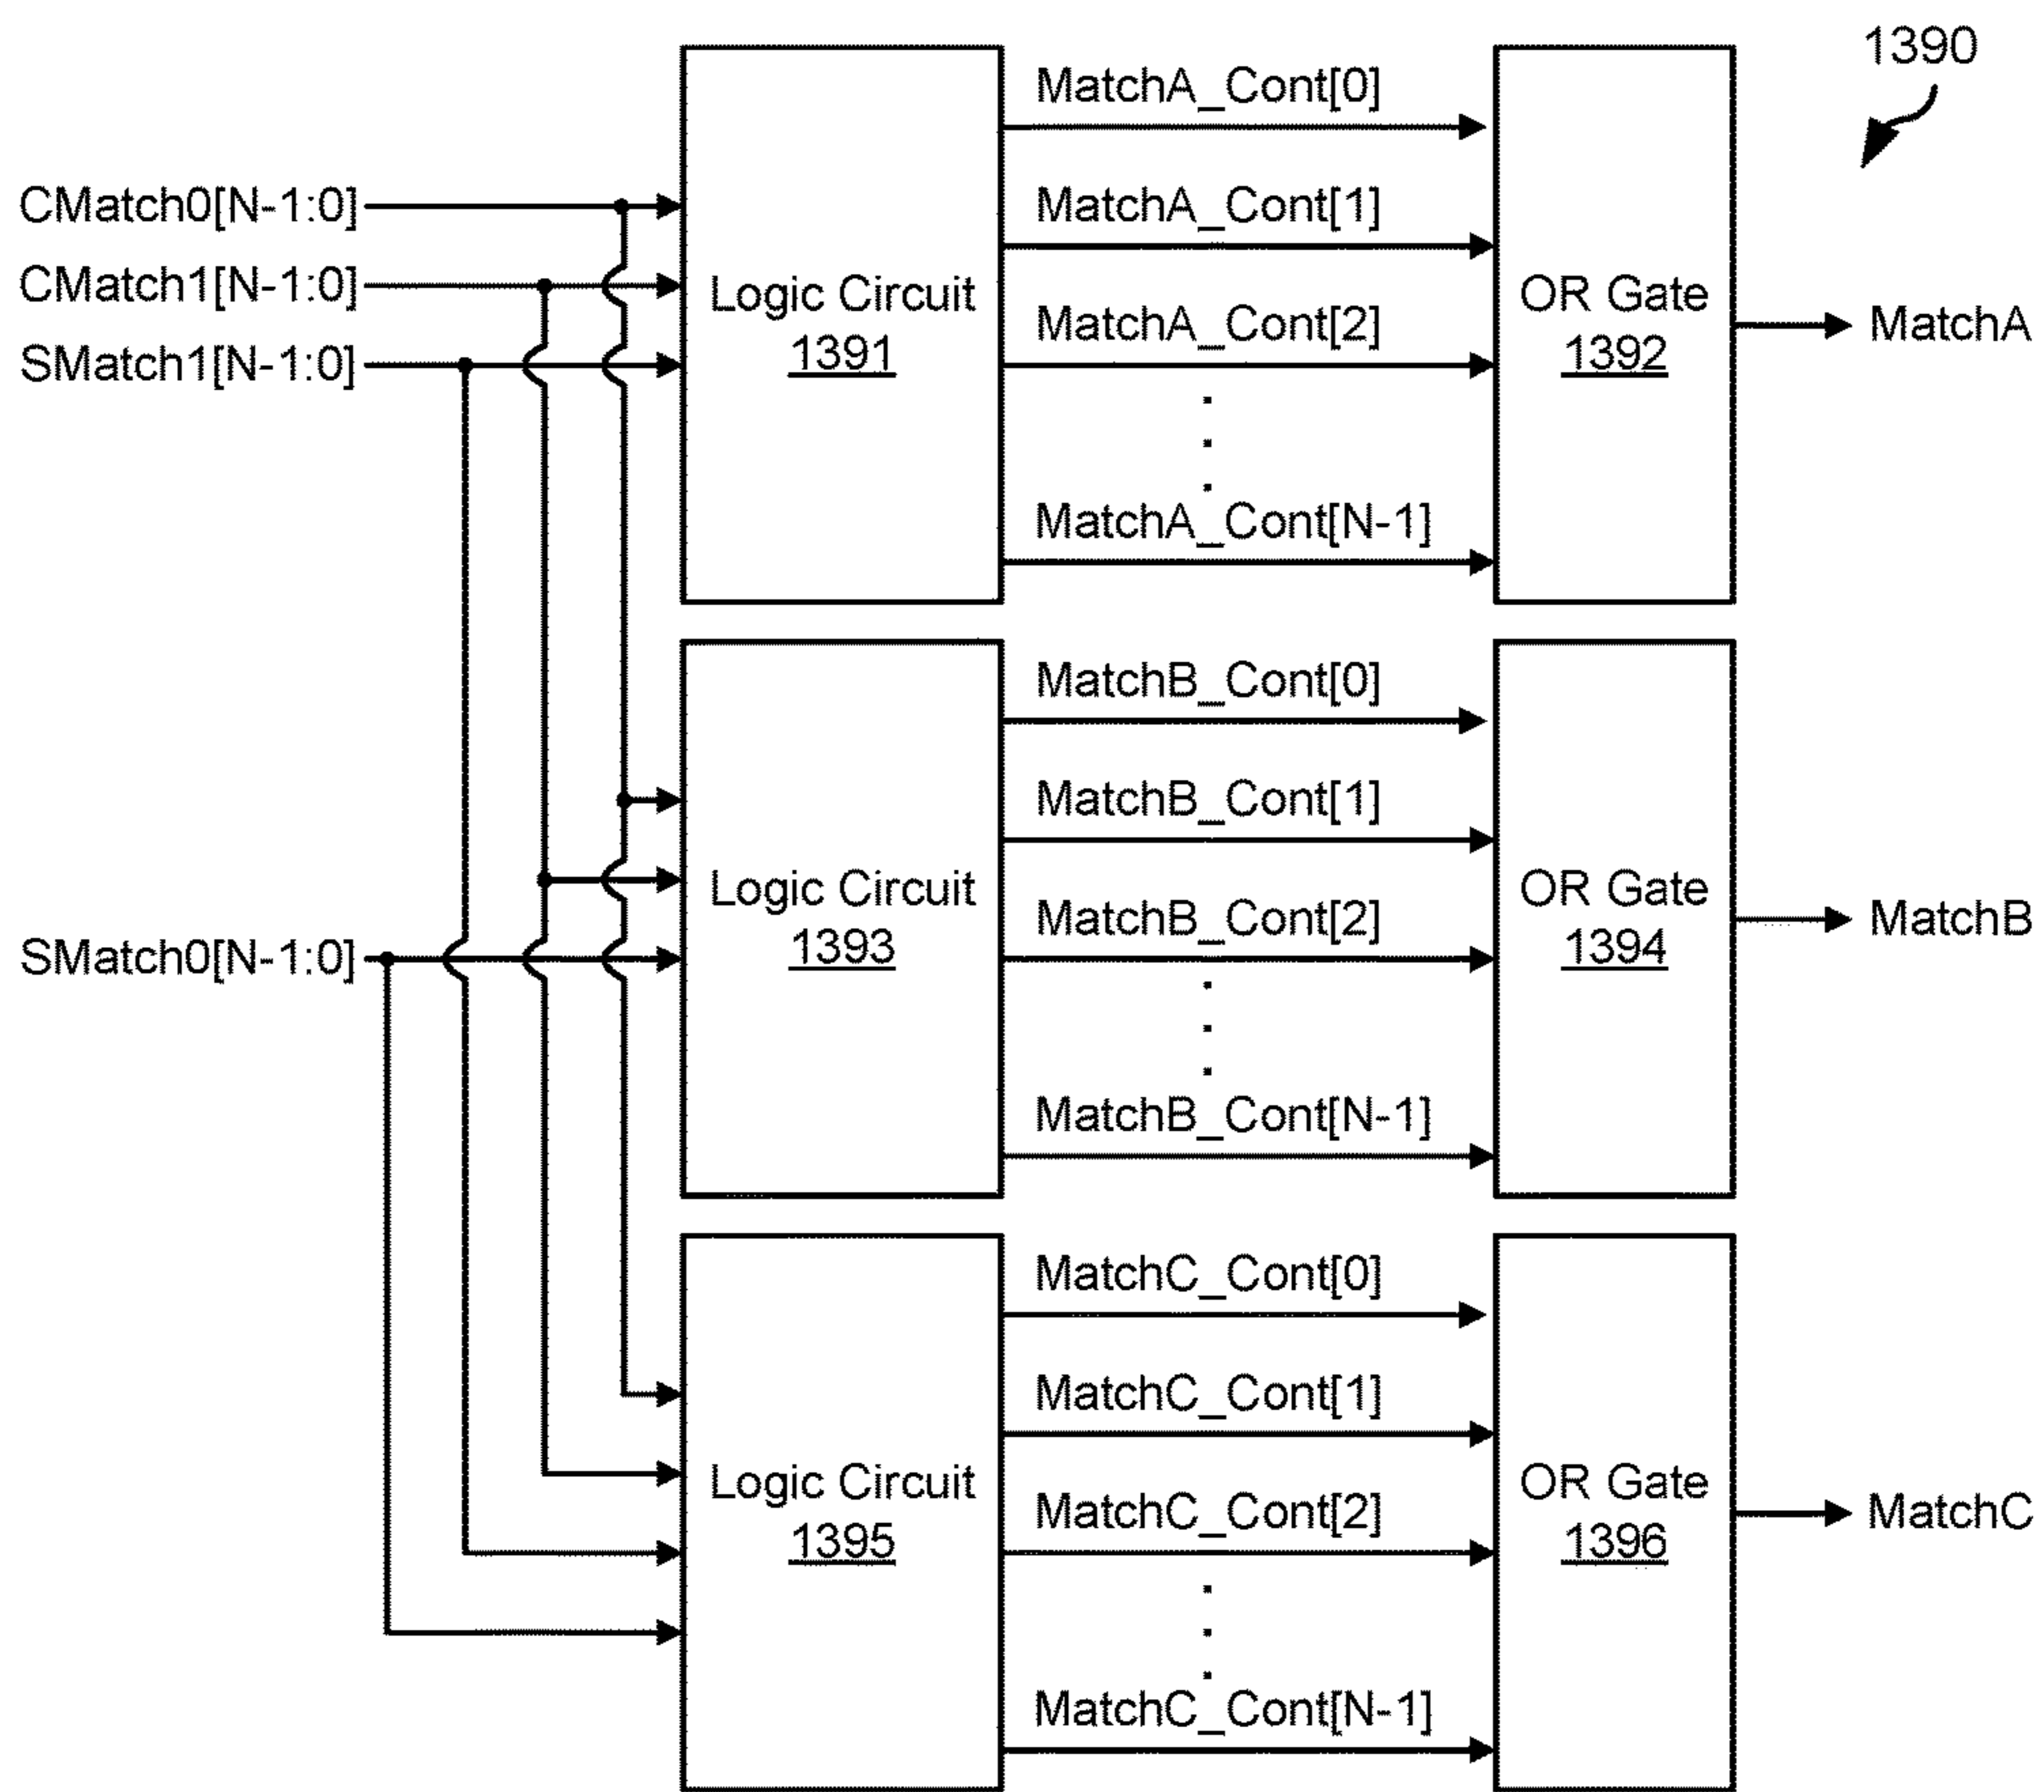 1390
MatchA_Cont[0]
CMatch0[N-1:0]
MatchA_Cont[1]
CMatch1[N-1:0]
Logic Circuit
1391
MatchA_Cont[2]
OR Gate
1392
MatchA
SMatch1[N-1:0]
MatchA_Cont[N-1]
MatchB_Cont[0]
MatchB_Cont[1]
Logic Circuit
1393
MatchB_Cont[2]
OR Gate
1394
MatchB
SMatch0[N-1:0]
MatchB_Cont[N-1]
MatchC_Cont[0]
MatchC_Cont[1]
Logic Circuit
1395
MatchC_Cont[2]
OR Gate
1396
MatchC
MatchC_Cont[N-1]